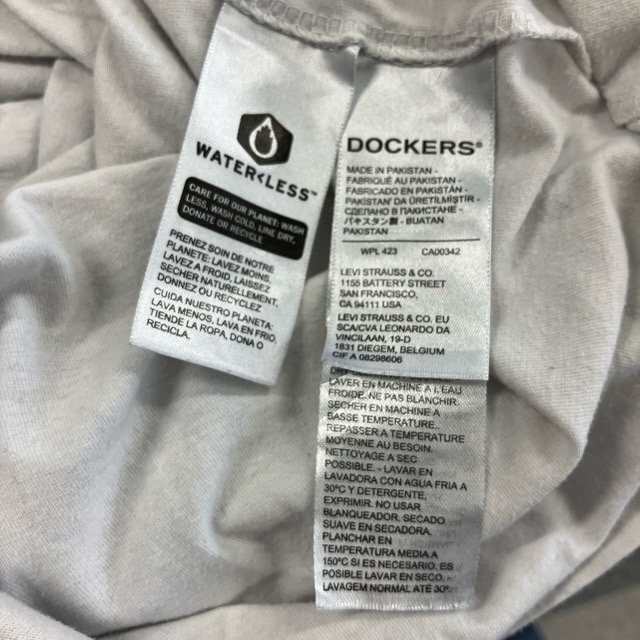 WATER<LESS™
CARE FOR OUR PLANET: WASH
LESS, WASH COLD, LINE DRY,
DONATE OR RECYCLE
PRENEZ SOIN DE NOTRE
PLANÈTE: LAVEZ MOINS,
LAVEZ À FROID, LAISSEZ
SECHER NATURELLEMENT,
DONNEZ OU RECYCLEZ
CUIDA NUESTRO PLANETA:
LAVA MENOS, LAVA EN FRIO,
TIENDE LA ROPA, DONA O
RECICLA.
DOCKERS®
MADE IN PAKISTAN -
FABRIQUÉ AU PAKISTAN -
FABRICADO EN PAKISTÁN -
PAKISTAN'DA ÜRETİLMİŞTİR -
СДЕЛАНО В ПАКИСТАНЕ -
パキスタン製 - BUATAN
PAKISTAN
WPL 423 CA00342
LEVI STRAUSS & CO.
1155 BATTERY STREET
SAN FRANCISCO,
CA 94111 USA
LEVI STRAUSS & CO. EU
SCA/CVA LEONARDO DA
VINCILAAN, 19-D
1831 DIEGEM, BELGIUM
CIF A 08298606
LAVER EN MACHINE À L'EAU
FROIDE. NE PAS BLANCHIR.
SECHER EN MACHINE A
BASSE TEMPERATURE.
REPASSER A TEMPERATURE
MOYENNE AU BESOIN.
NETTOYAGE A SEC
POSSIBLE. - LAVAR EN
LAVADORA CON AGUA FRIA A
30°C Y DETERGENTE,
EXPRIMIR. NO USAR
BLANQUEADOR. SECADO
SUAVE EN SECADORA.
PLANCHAR EN
TEMPERATURA MEDIA A
150°C SI ES NECESARIO. ES
POSIBLE LAVAR EN SECO. -
LAVAGEM NORMAL ATÉ 30º